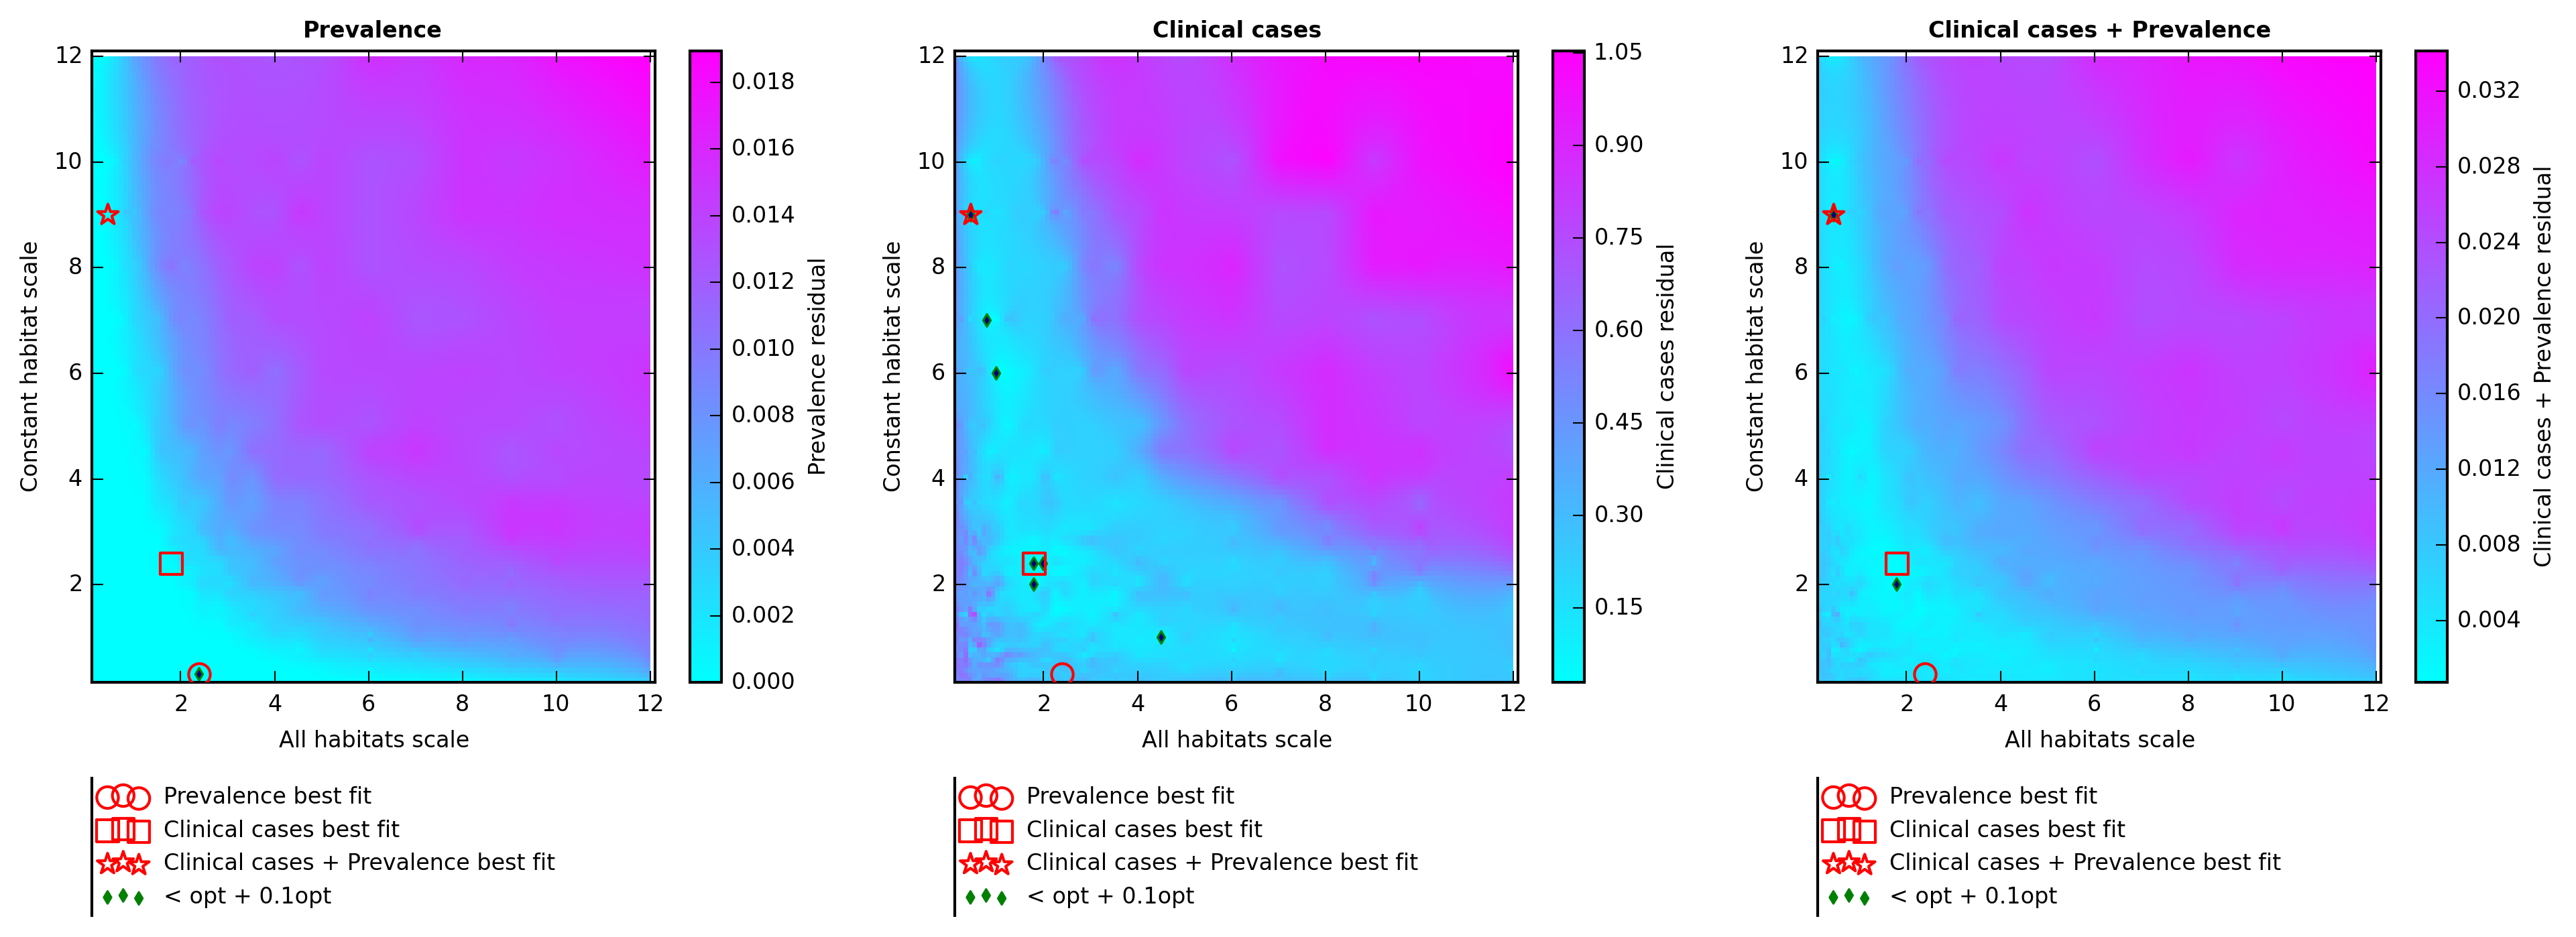 Prevalence
Clinical cases
Clinical cases + Prevalence
12
10
8
6
4
2
Constant habitat scale
2 4 6 8 10 12
All habitats scale
0.018
0.016
0.014
0.012
0.010
0.008
0.006
0.004
0.002
0.000
Prevalence residual
12
10
8
6
4
2
Constant habitat scale
2 4 6 8 10 12
All habitats scale
1.05
0.90
0.75
0.60
0.45
0.30
0.15
Clinical cases residual
12
10
8
6
4
2
Constant habitat scale
2 4 6 8 10 12
All habitats scale
0.032
0.028
0.024
0.020
0.016
0.012
0.008
0.004
Clinical cases + Prevalence residual
Prevalence best fit
Clinical cases best fit
Clinical cases + Prevalence best fit
< opt + 0.1opt
Prevalence best fit
Clinical cases best fit
Clinical cases + Prevalence best fit
< opt + 0.1opt
Prevalence best fit
Clinical cases best fit
Clinical cases + Prevalence best fit
< opt + 0.1opt